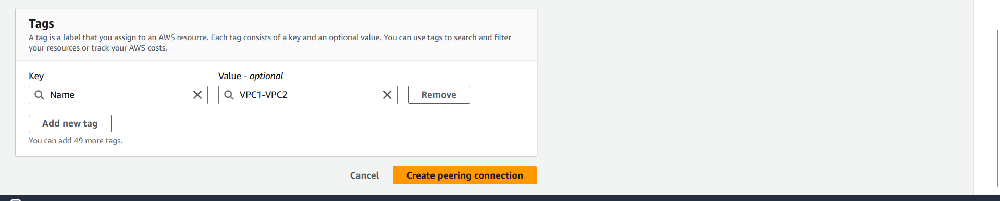 Tags
A tag is a label that you assign to an AWS resource. Each tag consists of a key and an optional value. You can use tags to search and filter
your resources or track your AWS costs.
Key
Value - optional
Name
VPC1-VPC2
Remove
Add new tag
You can add 49 more tags.
Cancel
Create peering connection